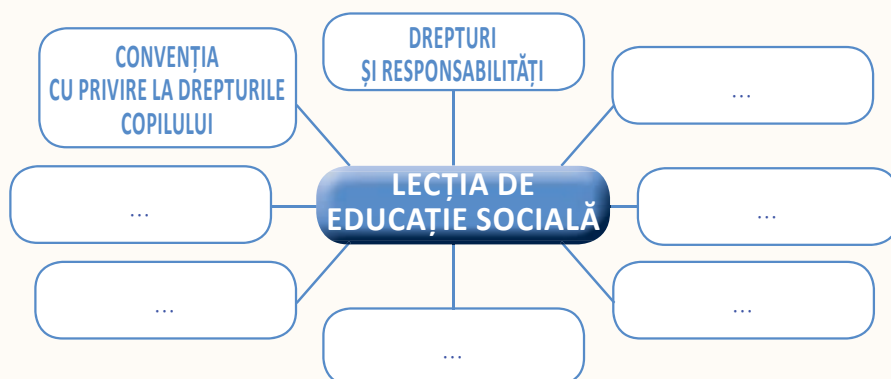 CONVENȚIA
CU PRIVIRE LA DREPTURILE
COPILULUI
DREPTURI
ȘI RESPONSABILITĂȚI
...
...
LECȚIA DE
EDUCAȚIE SOCIALĂ
...
...
...
...